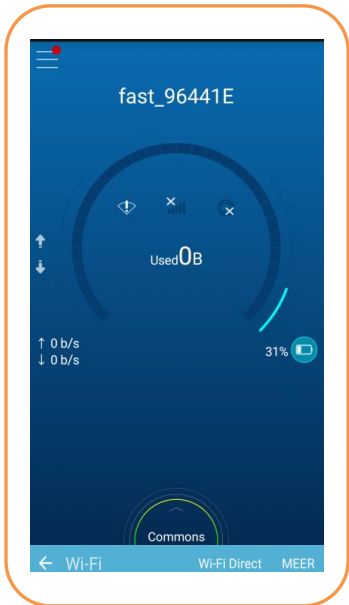 fast_96441E
Used0B
↑ 0 b/s
↓ 0 b/s
31%
Commons
← Wi-Fi Wi-Fi Direct MEER